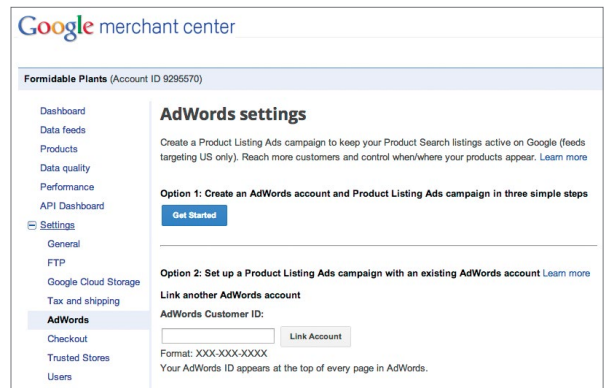 Google merchant center
Formidable Plants (Account ID 9295570)
Dashboard
Data feeds
Products
Data quality
Performance
API Dashboard
Settings
General
FTP
Google Cloud Storage
Tax and shipping
AdWords
Checkout
Trusted Stores
Users
AdWords settings
Create a Product Listing Ads campaign to keep your Product Search listings active on Google (feeds
targeting US only). Reach more customers and control when/where your products appear. Learn more
Option 1: Create an AdWords account and Product Listing Ads campaign in three simple steps
Get Started
Option 2: Set up a Product Listing Ads campaign with an existing AdWords account Learn more
Link another AdWords account
AdWords Customer ID:
Link Account
Format: XXX-XXX-XXXX
Your AdWords ID appears at the top of every page in AdWords.